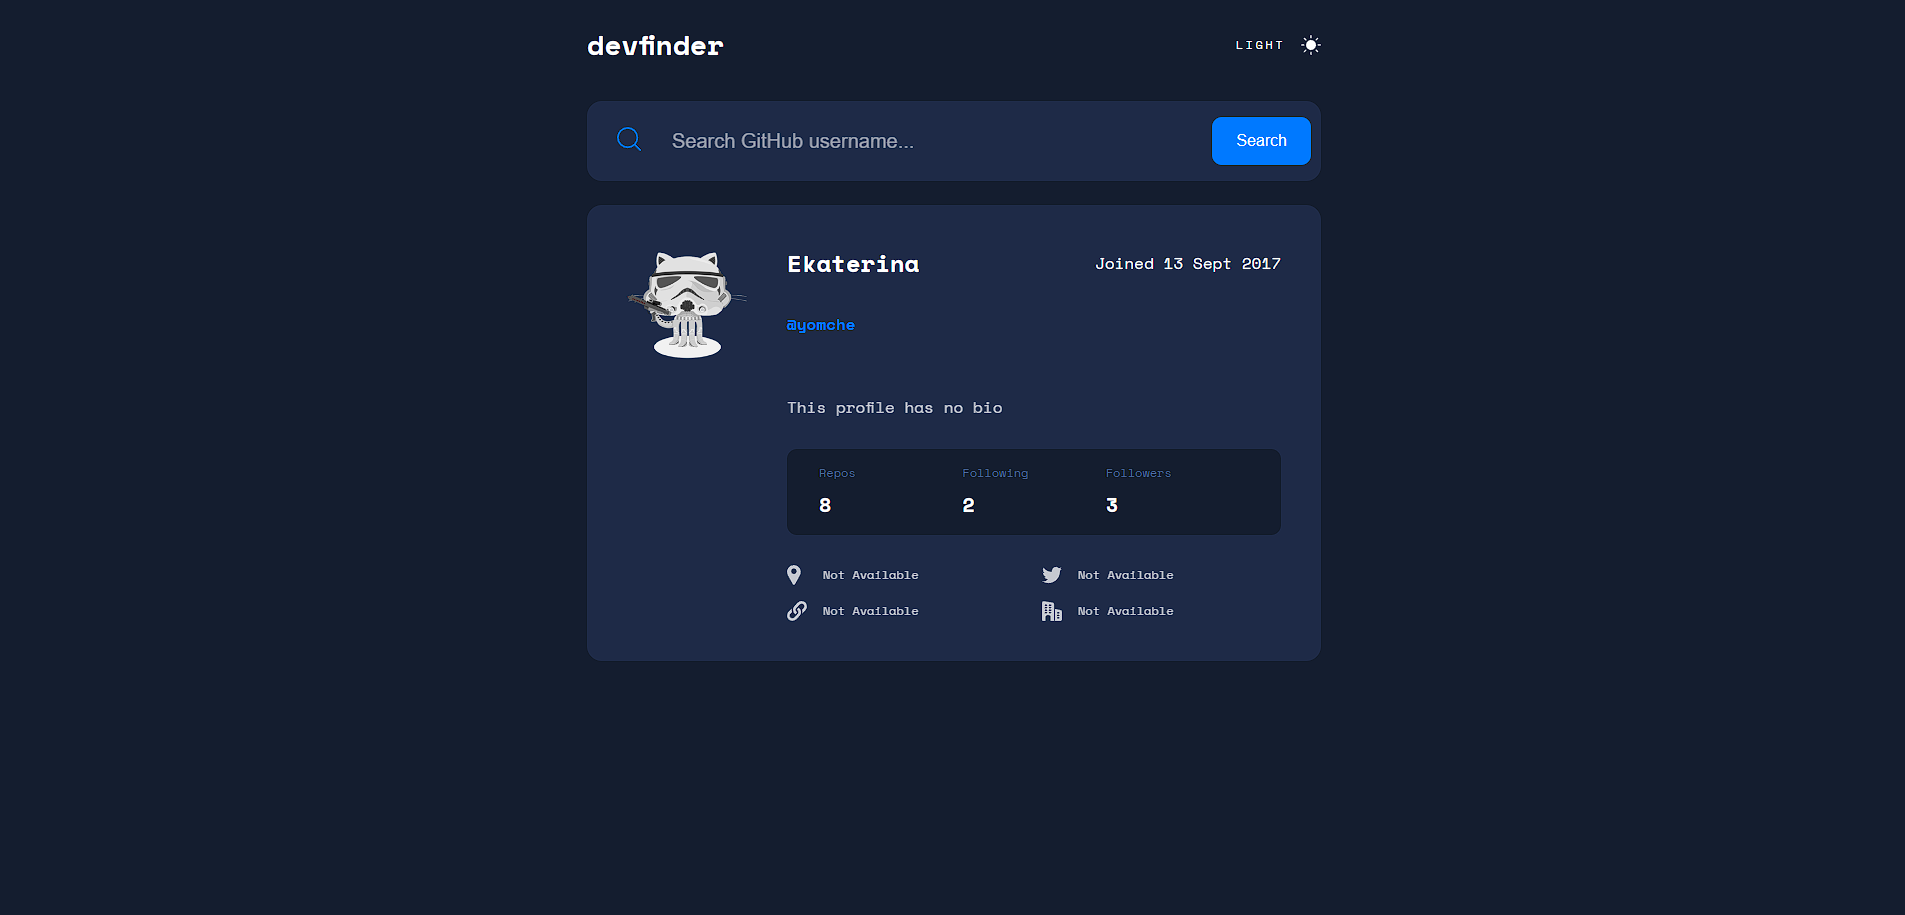 devfinder
LIGHT
Search GitHub username...
Search
Ekaterina
Joined 13 Sept 2017
@yomche
This profile has no bio
Repos Following Followers
8 2 3
Not Available Not Available
Not Available Not Available